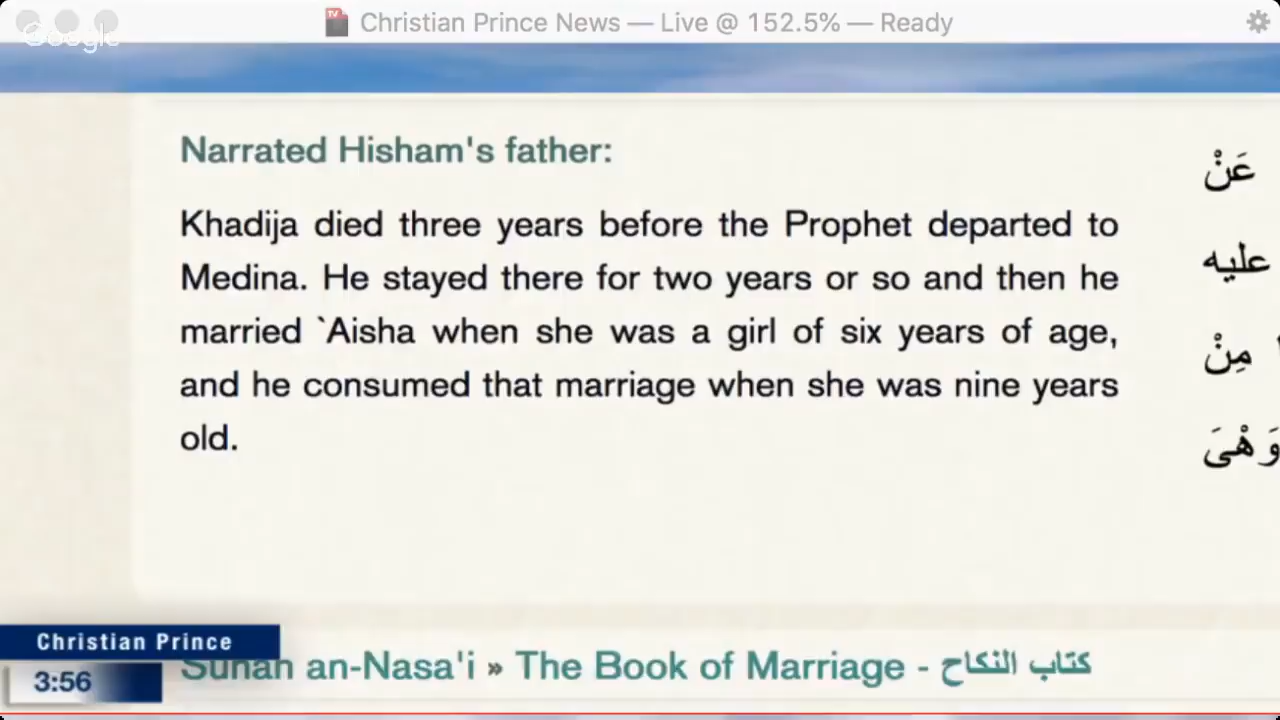 Google
Christian Prince News — Live @ 152.5% — Ready
Narrated Hisham's father:
Khadija died three years before the Prophet departed to
Medina. He stayed there for two years or so and then he
married `Aisha when she was a girl of six years of age,
and he consumed that marriage when she was nine years
old.
عَنْ
عليه
مِنْ
وَهْىَ
Christian Prince
Sunan an-Nasa'i » The Book of Marriage - كتاب النكاح
3:56